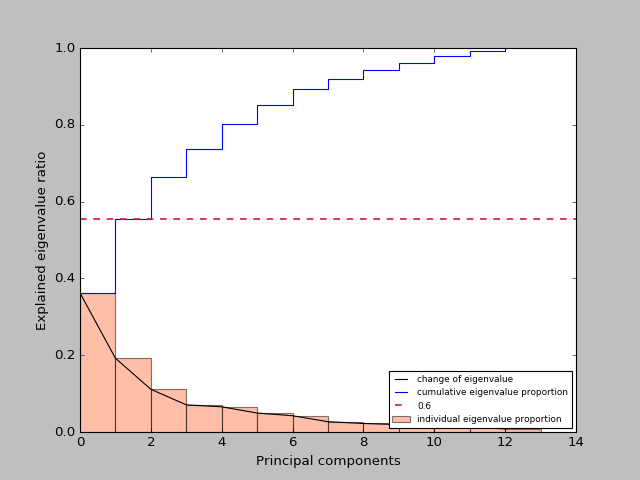 1.0
0.8
0.6
0.4
0.2
0.0
Explained eigenvalue ratio
change of eigenvalue
cumulative eigenvalue proportion
0.6
individual eigenvalue proportion
0 2 4 6 8 10 12 14
Principal components